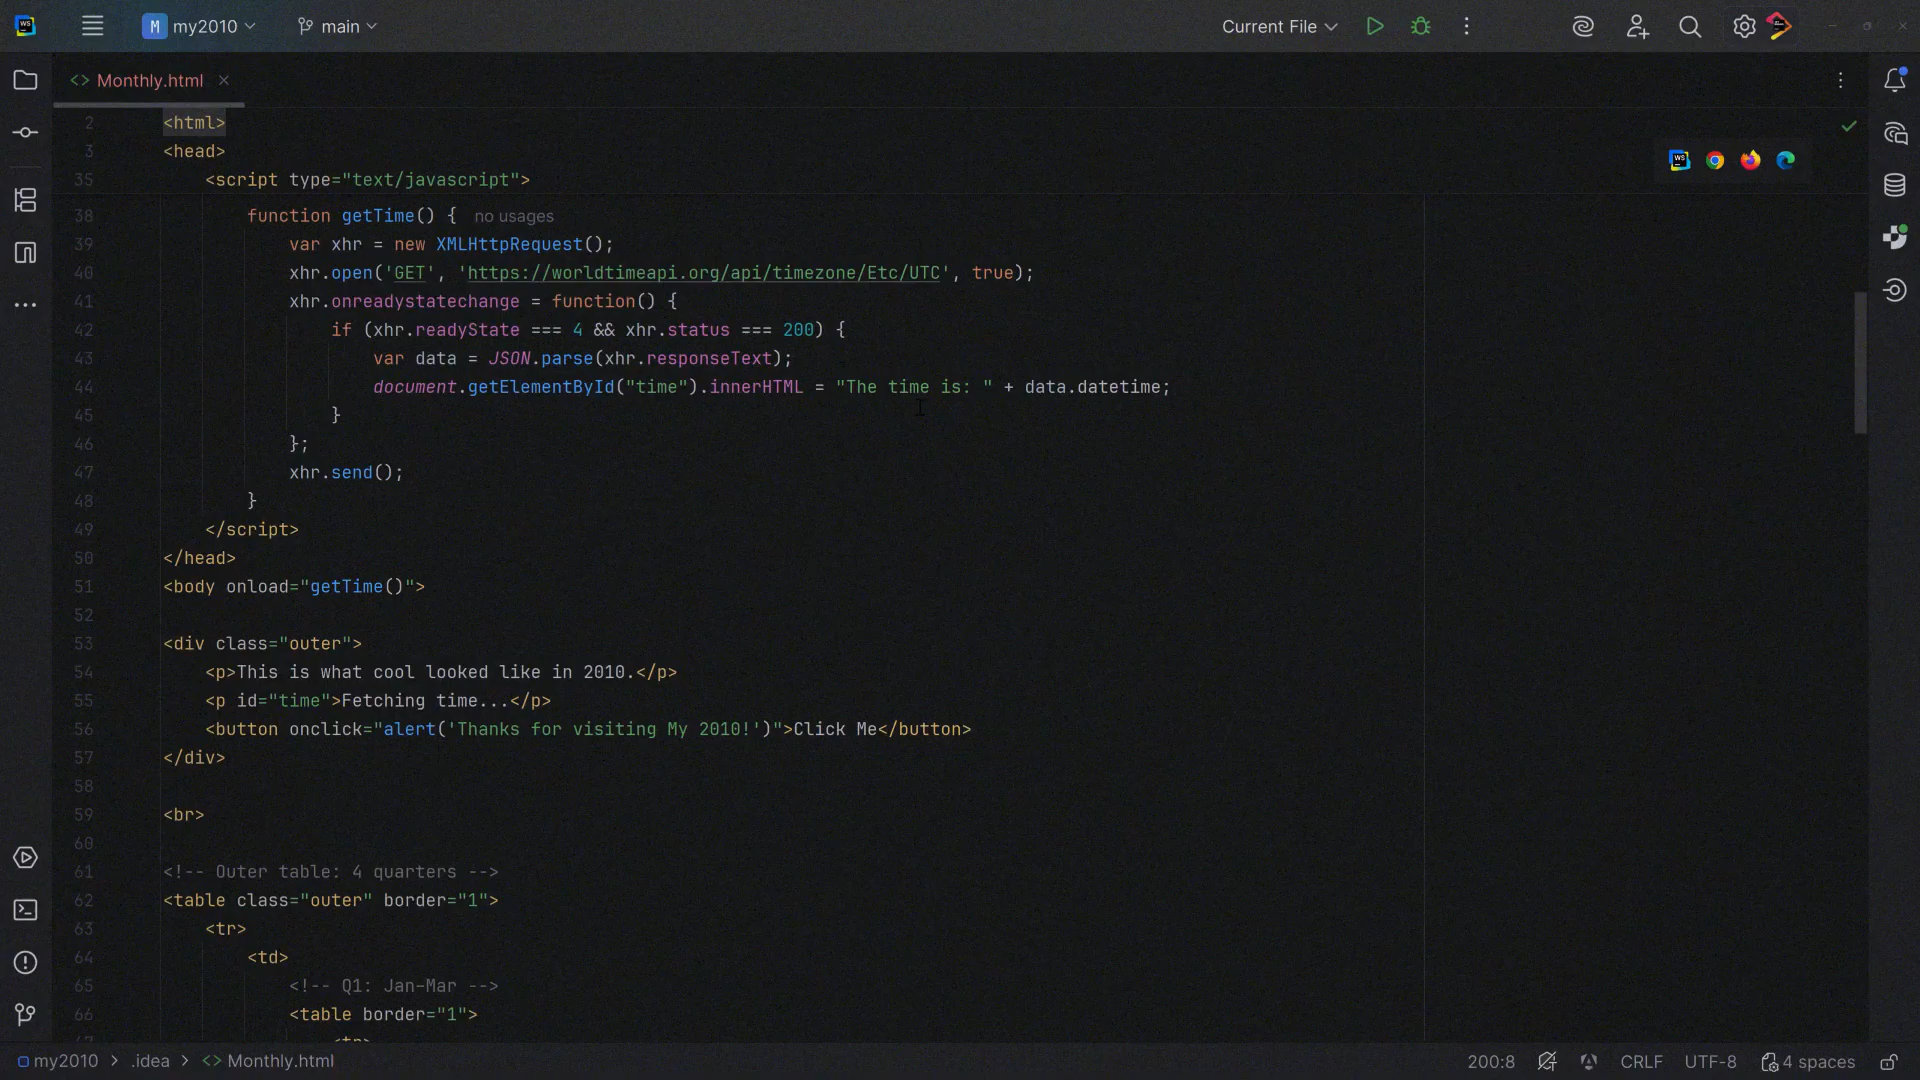 WS
M my2010
main
Current File
<> Monthly.html
2 <html>
3 <head>
35 <script type="text/javascript">
38 function getTime() { no usages
39 var xhr = new XMLHttpRequest();
40 xhr.open('GET', 'https://worldtimeapi.org/api/timezone/Etc/UTC', true);
41 xhr.onreadystatechange = function() {
42 if (xhr.readyState === 4 && xhr.status === 200) {
43 var data = JSON.parse(xhr.responseText);
44 document.getElementById("time").innerHTML = "The time is: " + data.datetime;
45 }
46 };
47 xhr.send();
48 }
49 </script>
50 </head>
51 <body onload="getTime()">
52
53 <div class="outer">
54 <p>This is what cool looked like in 2010.</p>
55 <p id="time">Fetching time...</p>
56 <button onclick="alert('Thanks for visiting My 2010!')">Click Me</button>
57 </div>
58
59 <br>
60
61 <!-- Outer table: 4 quarters -->
62 <table class="outer" border="1">
63 <tr>
64 <td>
65 <!-- Q1: Jan-Mar -->
66 <table border="1">
my2010 > .idea > <> Monthly.html
200:8
CRLF
UTF-8
4 spaces